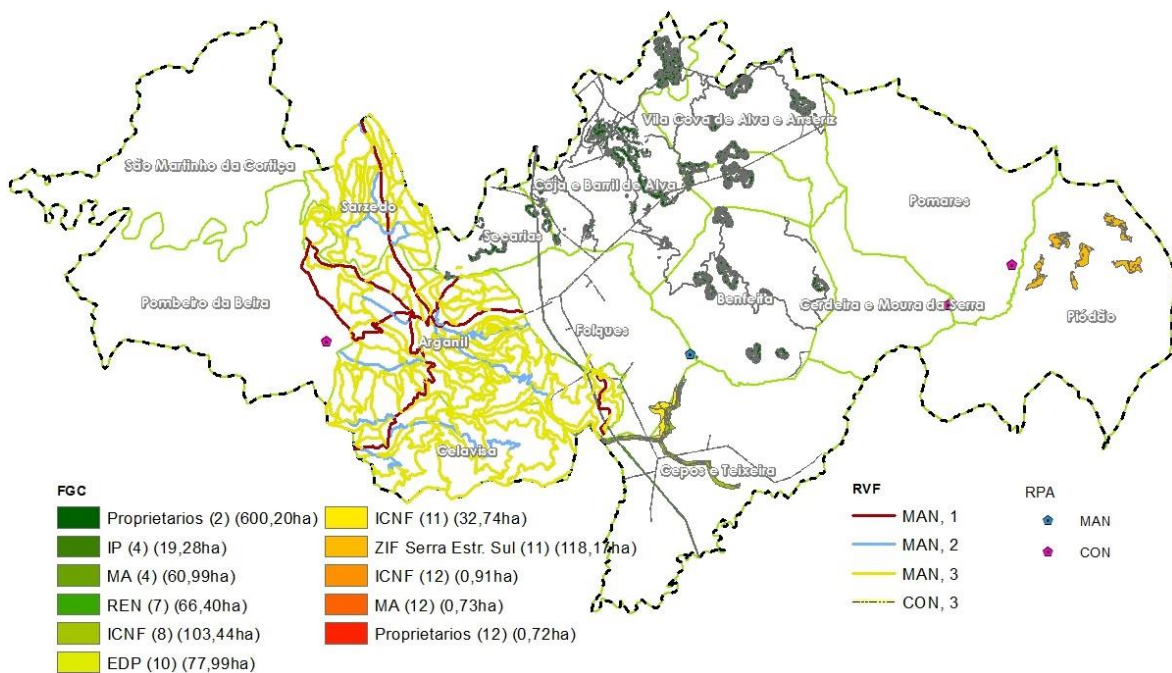 Vila Cova de Alva e Anseriz
São Martinho da Cortiça
Coja e Barril de Alva
Sarzedo
Pomares
Secarias
Pombeiro da Beira
Benfeita
Cerdeira e Moura da Serra
Piódão
Folques
Arganil
Celavisa
Cepos e Teixeira
FGC
Proprietarios (2) (600,20ha)
IP (4) (19,28ha)
MA (4) (60,99ha)
REN (7) (66,40ha)
ICNF (8) (103,44ha)
EDP (10) (77,99ha)
ICNF (11) (32,74ha)
ZIF Serra Estr. Sul (11) (118,17ha)
ICNF (12) (0,91ha)
MA (12) (0,73ha)
Proprietarios (12) (0,72ha)
RVF
MAN, 1
MAN, 2
MAN, 3
CON, 3
RPA
MAN
CON